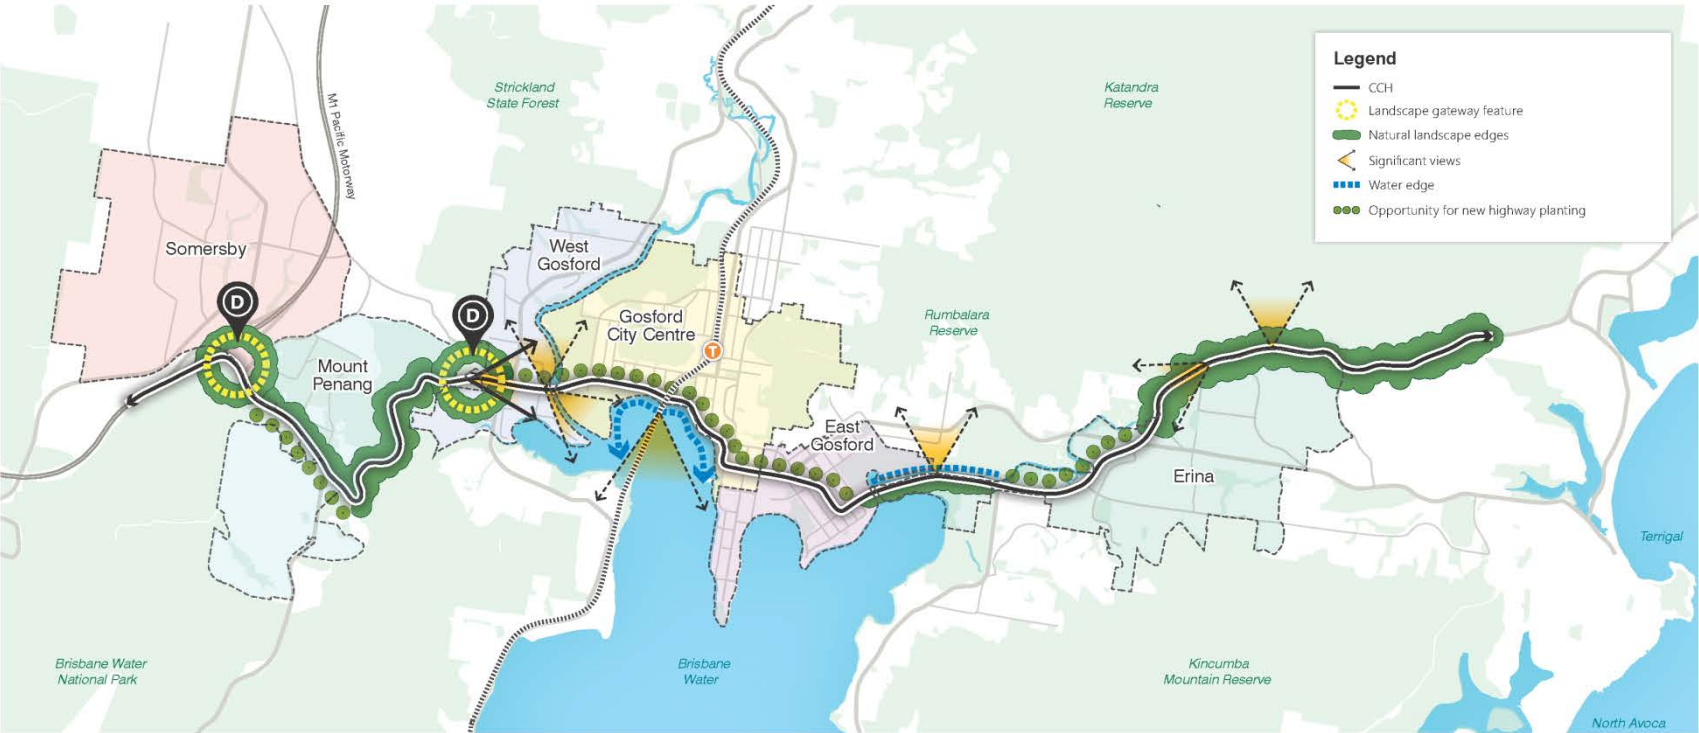 Legend
CCH
Landscape gateway feature
Natural landscape edges
Significant views
Water edge
Opportunity for new highway planting
Strickland
State Forest
Katandra
Reserve
M1 Pacific Motorway
Somersby
West
Gosford
D
D
Gosford
City Centre
T
Rumbalara
Reserve
Mount
Penang
East
Gosford
Erina
Terrigal
Brisbane Water
National Park
Brisbane
Water
Kincumba
Mountain Reserve
North Avoca